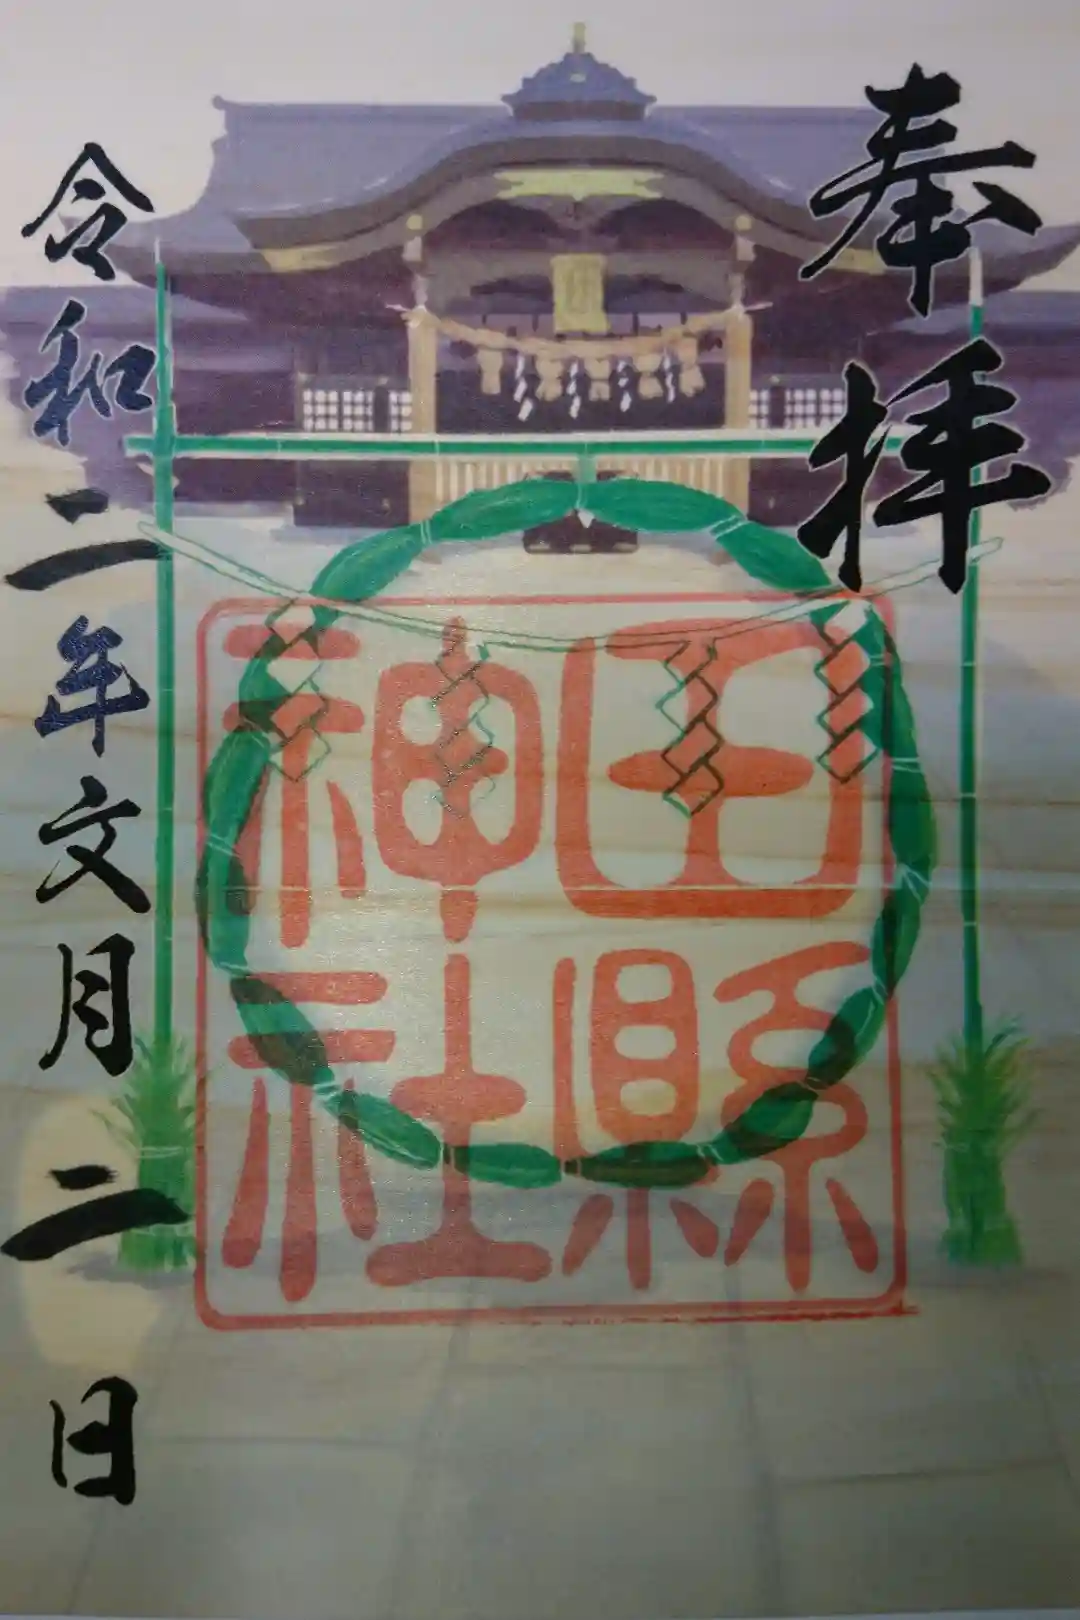 奉拝
田縣
神社
令和二年文月二日